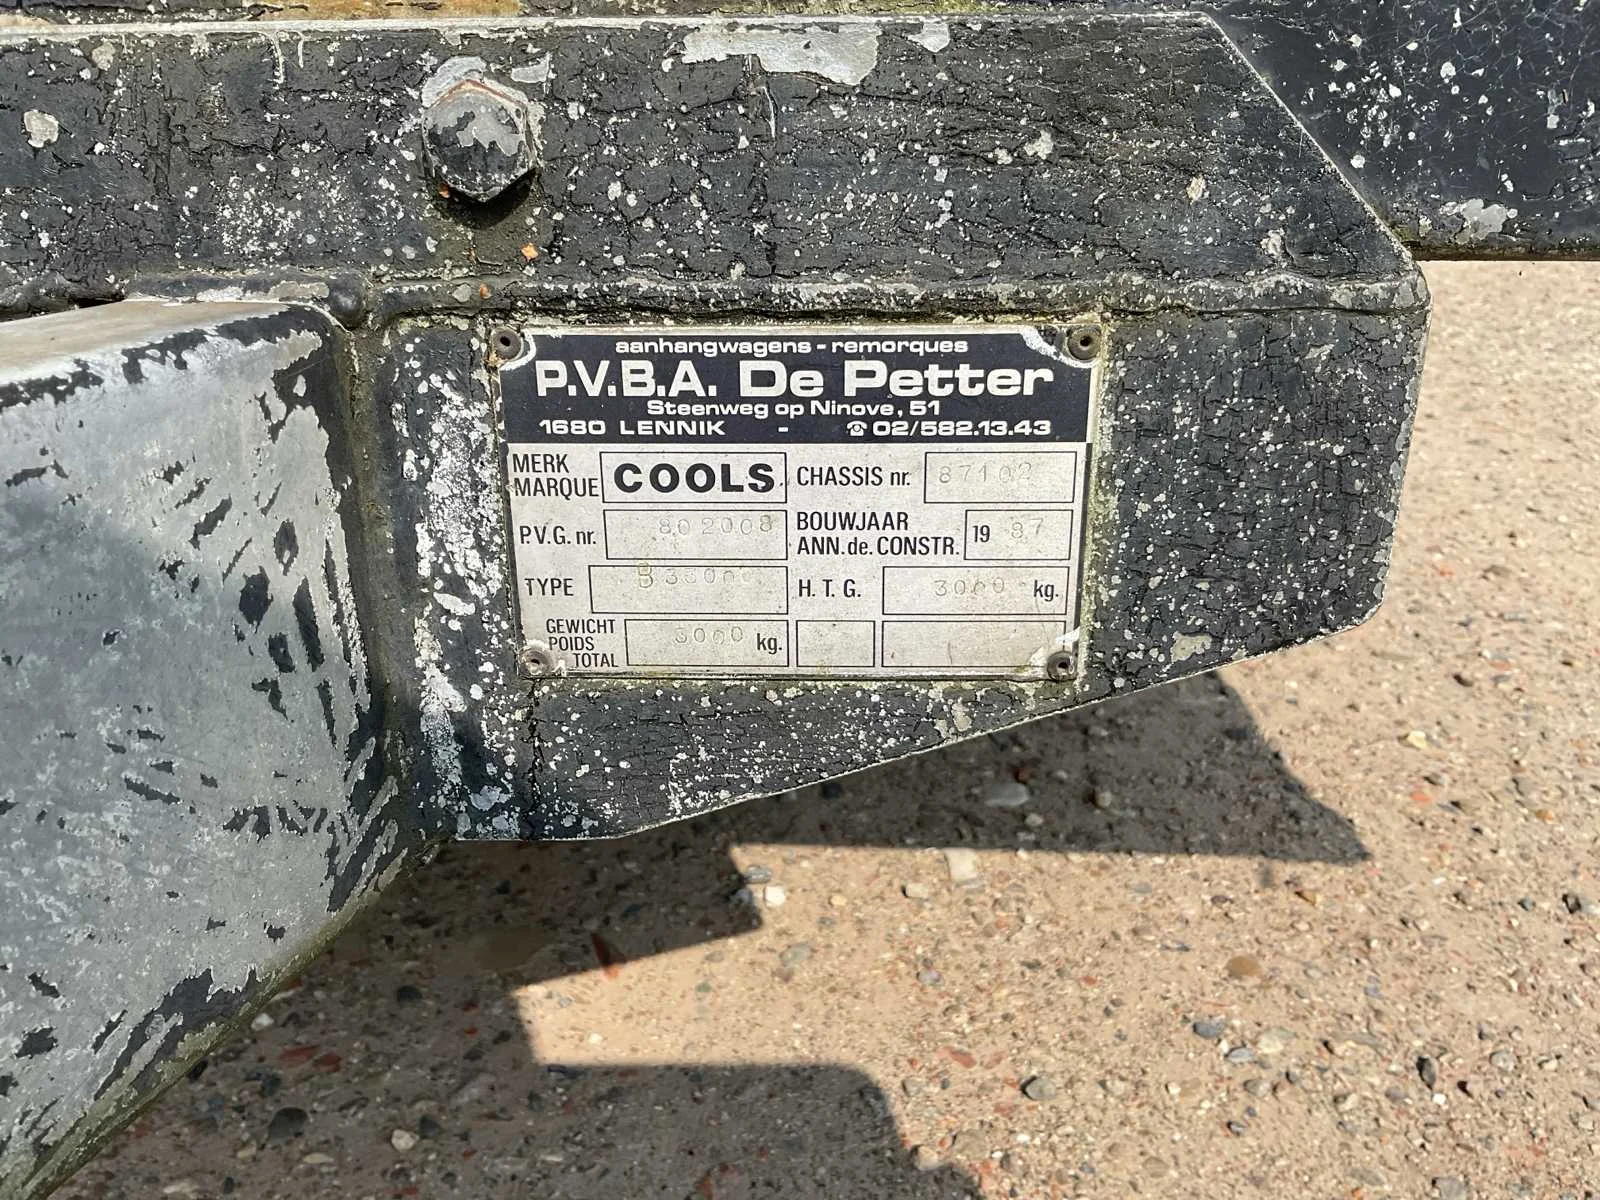 aanhangwagens - remorques
P.V.B.A. De Petter
Steenweg op Ninove, 51
1680 LENNIK - ☎ 02/582.13.43
MERK
MARQUE COOLS
CHASSIS nr. 87102
P.V.G. nr. 802008
BOUWJAAR
ANN. de. CONSTR. 19 87
TYPE
H. T. G. 3000 kg.
GEWICHT
POIDS
TOTAL 3000 kg.